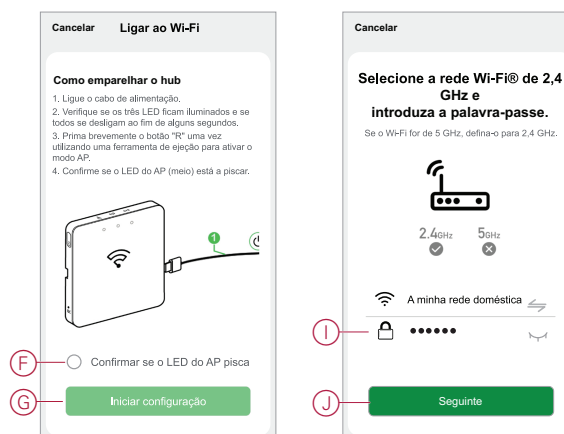 Cancelar
Ligar ao Wi-Fi
Como emparelhar o hub
1. Ligue o cabo de alimentação.
2. Verifique se os três LED ficam iluminados e se
todos se desligam ao fim de alguns segundos.
3. Prima brevemente o botão "R" uma vez
utilizando uma ferramenta de ejeção para ativar o
modo AP.
4. Confirme se o LED do AP (meio) está a piscar.
1
F
Confirmar se o LED do AP pisca
G
Iniciar configuração
Cancelar
Selecione a rede Wi-Fi® de 2,4
GHz e
introduza a palavra-passe.
Se o Wi-Fi for de 5 GHz, defina-o para 2,4 GHz.
2.4GHz
5GHz
A minha rede doméstica
I
••••••
J
Seguinte